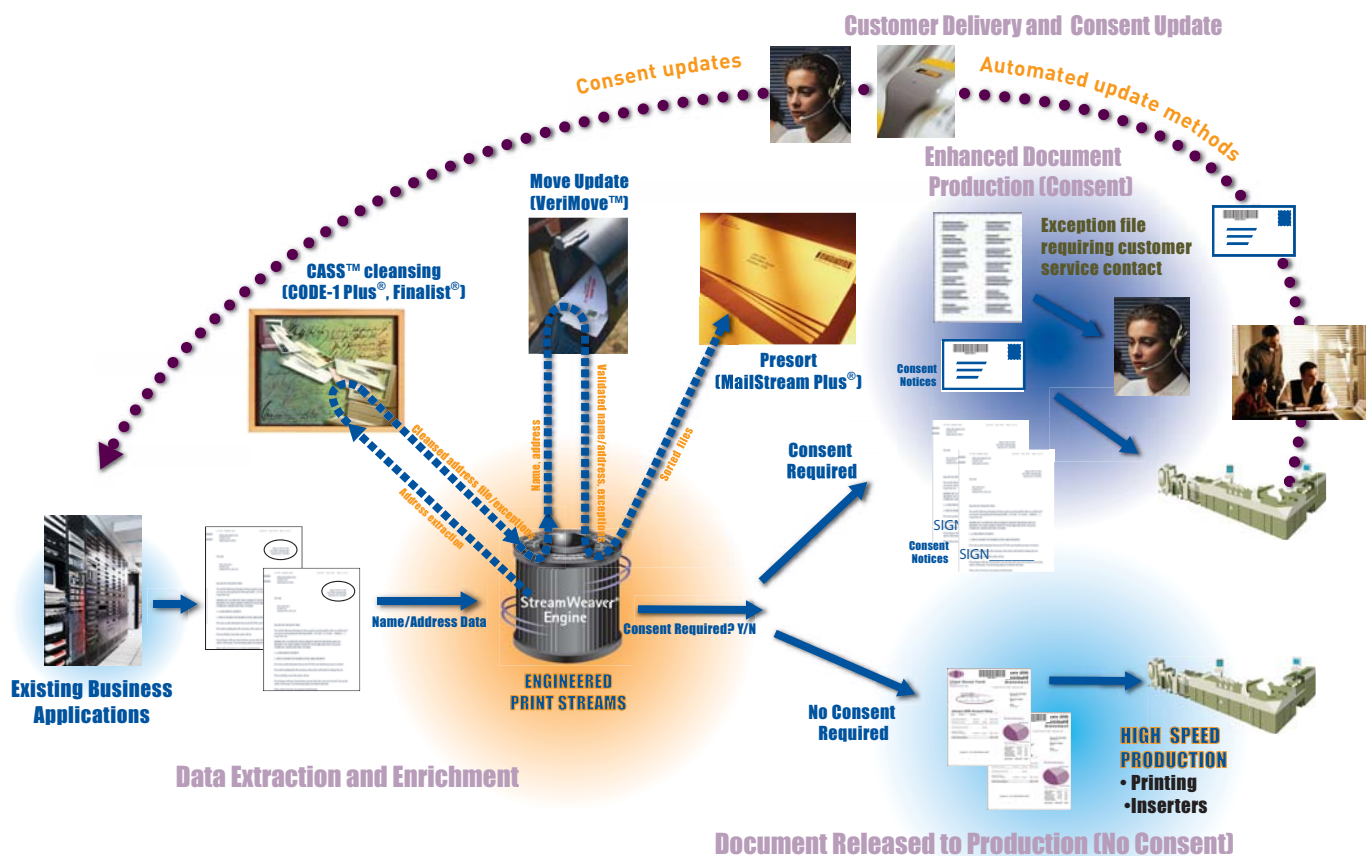 Customer Delivery and Consent Update
Consent updates
Automated update methods
Enhanced Document
Production (Consent)
Move Update
(VeriMove™)
CASS™ cleansing
(CODE-1 Plus®, Finalist®)
Exception file
requiring customer
service contact
Presort
(MailStream Plus®)
Consent
Notices
Cleansed address file/exceptions
Address extraction
Name, address
Validated name/address, exceptions
Sorted files
Consent
Required
SIGN
Consent
Notices
SIGN
StreamWeaver®
Engine
Name/Address Data
Consent Required? Y/N
ENGINEERED
PRINT STREAMS
Existing Business
Applications
No Consent
Required
HIGH SPEED
PRODUCTION
• Printing
•Inserters
Data Extraction and Enrichment
Document Released to Production (No Consent)